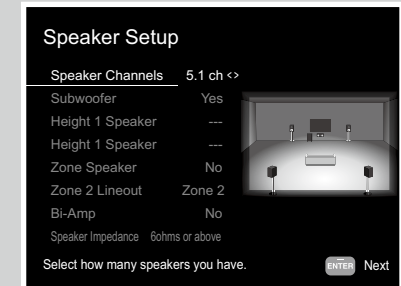 Speaker Setup
Speaker Channels 5.1 ch <>
Subwoofer Yes
Height 1 Speaker ---
Height 1 Speaker ---
Zone Speaker No
Zone 2 Lineout Zone 2
Bi-Amp No
Speaker Impedance 6ohms or above
Select how many speakers you have.
ENTER Next